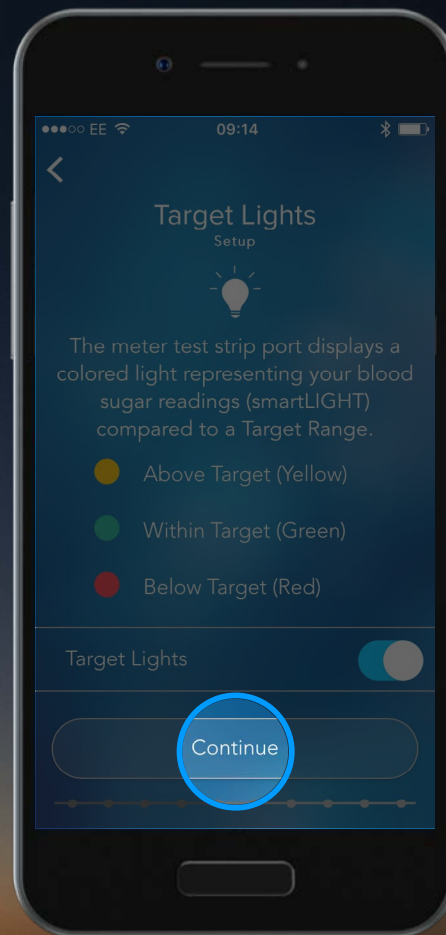 EE 09:14
Target Lights
Setup
The meter test strip port displays a
colored light representing your blood
sugar readings (smartLIGHT)
compared to a Target Range.
Above Target (Yellow)
Within Target (Green)
Below Target (Red)
Target Lights
Continue